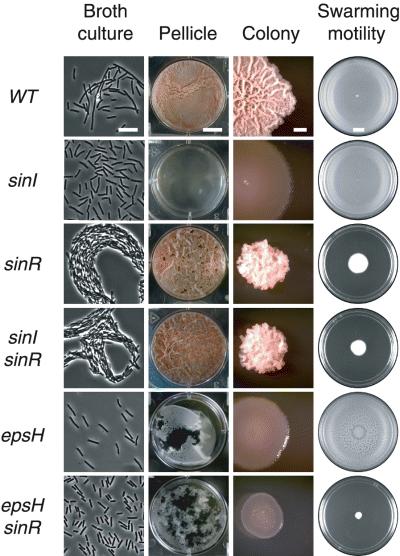 Broth culture Pellicle Colony Swarming motility
WT
sinI
sinR
sinI sinR
epsH
epsH sinR